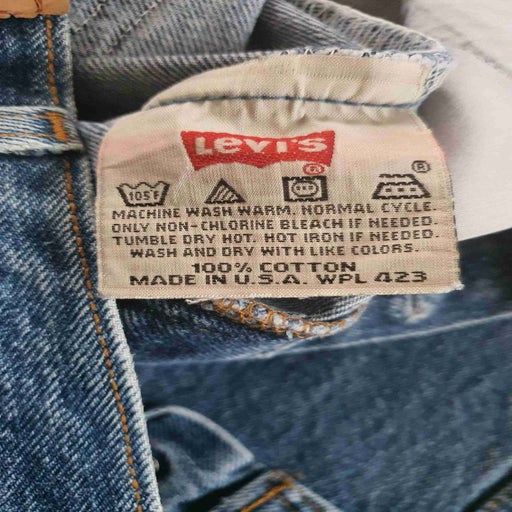 Levi's ®
®
105°F
MACHINE WASH WARM. NORMAL CYCLE.
ONLY NON-CHLORINE BLEACH IF NEEDED.
TUMBLE DRY HOT. HOT IRON IF NEEDED.
WASH AND DRY WITH LIKE COLORS.
100% COTTON
MADE IN U.S.A. WPL 423